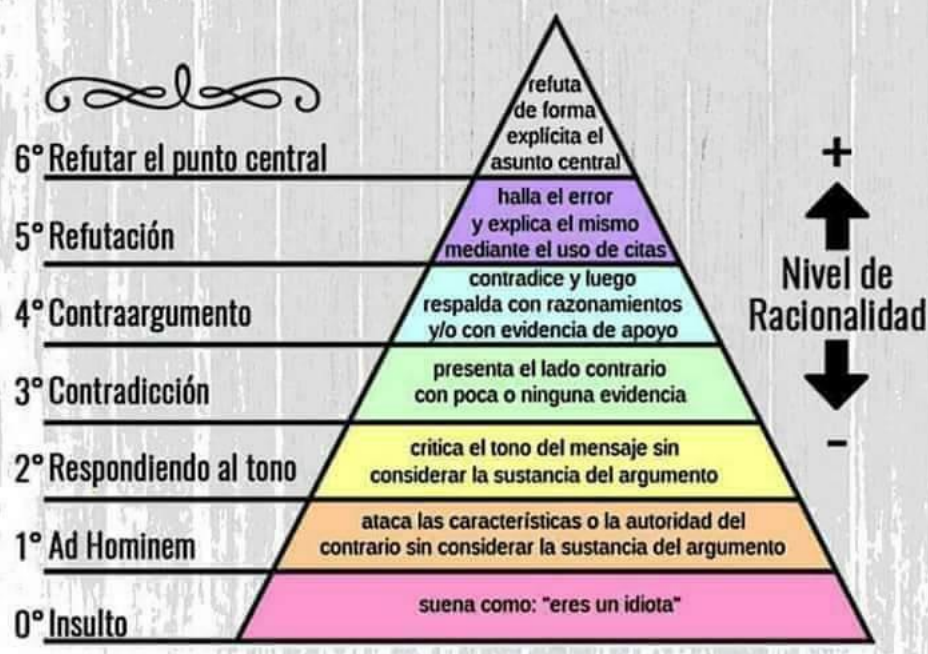 refuta
de forma
explícita el
asunto central
6° Refutar el punto central
halla el error
y explica el mismo
mediante el uso de citas
5° Refutación
contradice y luego
respalda con razonamientos
y/o con evidencia de apoyo
4° Contraargumento
presenta el lado contrario
con poca o ninguna evidencia
3° Contradicción
critica el tono del mensaje sin
considerar la sustancia del argumento
2° Respondiendo al tono
ataca las características o la autoridad del
contrario sin considerar la sustancia del argumento
1° Ad Hominem
suena como: "eres un idiota"
0° Insulto
+
Nivel de
Racionalidad
-